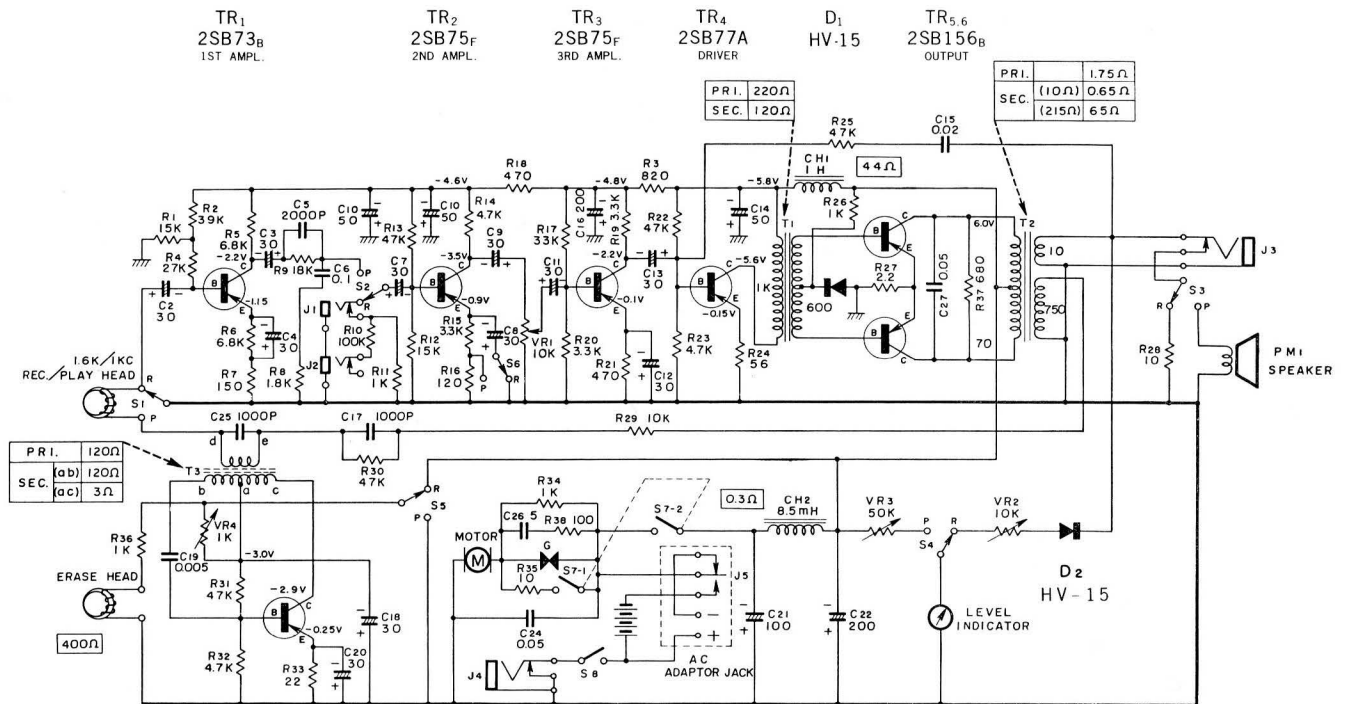 TR1
2SB73B
1ST AMPL.
TR2
2SB75F
2ND AMPL.
TR3
2SB75F
3RD AMPL.
TR4
2SB77A
DRIVER
D1
HV-15
TR5.6
2SB156B
OUTPUT
PRI. 220Ω
SEC. 120Ω
PRI. 1.75Ω
SEC. (10Ω) 0.65Ω
(215Ω) 65Ω
R1
15K
R2
39K
R4
27K
C2
30
R5
6.8K
C3
30
-2.2V
B
C
E
-1.15
R6
6.8K
R7
150
C4
30
C5
2000P
R9 18K
C6
0.1
R8
1.8K
J1
J2
P
S2
R
R10
100K
R11
1K
C10
50
R13
47K
C7
30
R12
15K
-4.6V
C10
50
R14
4.7K
C9
30
-3.5V
B
C
E
-0.9V
R15
3.3K
R16
120
C8
30
S6
P
R
R18
470
VR1
10K
C11
30
R17
33K
R20
3.3K
-4.8V
C16 200
R19 3.3K
-2.2V
B
C
E
-0.1V
R21
470
C12
30
R3
820
R22
47K
C13
30
R23
4.7K
-5.8V
C14
50
-5.6V
B
C
E
-0.15V
R24
56
T1
1K
600
R25
47K
C15
0.02
CH1
1 H
44Ω
R26
1K
R27
2.2
B
C
E
B
E
C
6.0V
C27 0.05
R37 680
70
T2
10
750
J3
S3
R
P
R28
10
PM1
SPEAKER
1.6K/1KC
REC./PLAY HEAD
R
S1
P
C25 1000P
d
e
C17 1000P
R30
47K
R29 10K
PRI. 120Ω
SEC. (ab) 120Ω
(ac) 3Ω
T3
b
a
c
VR4
1K
R36
1K
C19
0.005
-3.0V
R31
47K
-2.9V
B
C
E
-0.25V
R32
4.7K
R33
22
C20
30
C18
30
ERASE HEAD
400Ω
R
S5
P
MOTOR
M
R34
1K
C26 5
R38 100
G
R35
10
S7-1
S7-2
C24
0.05
J4
S8
J5
−
+
AC
ADAPTOR JACK
0.3Ω
CH2
8.5mH
C21
100
C22
200
VR3
50K
P
R
S4
VR2
10K
D2
HV-15
LEVEL
INDICATOR